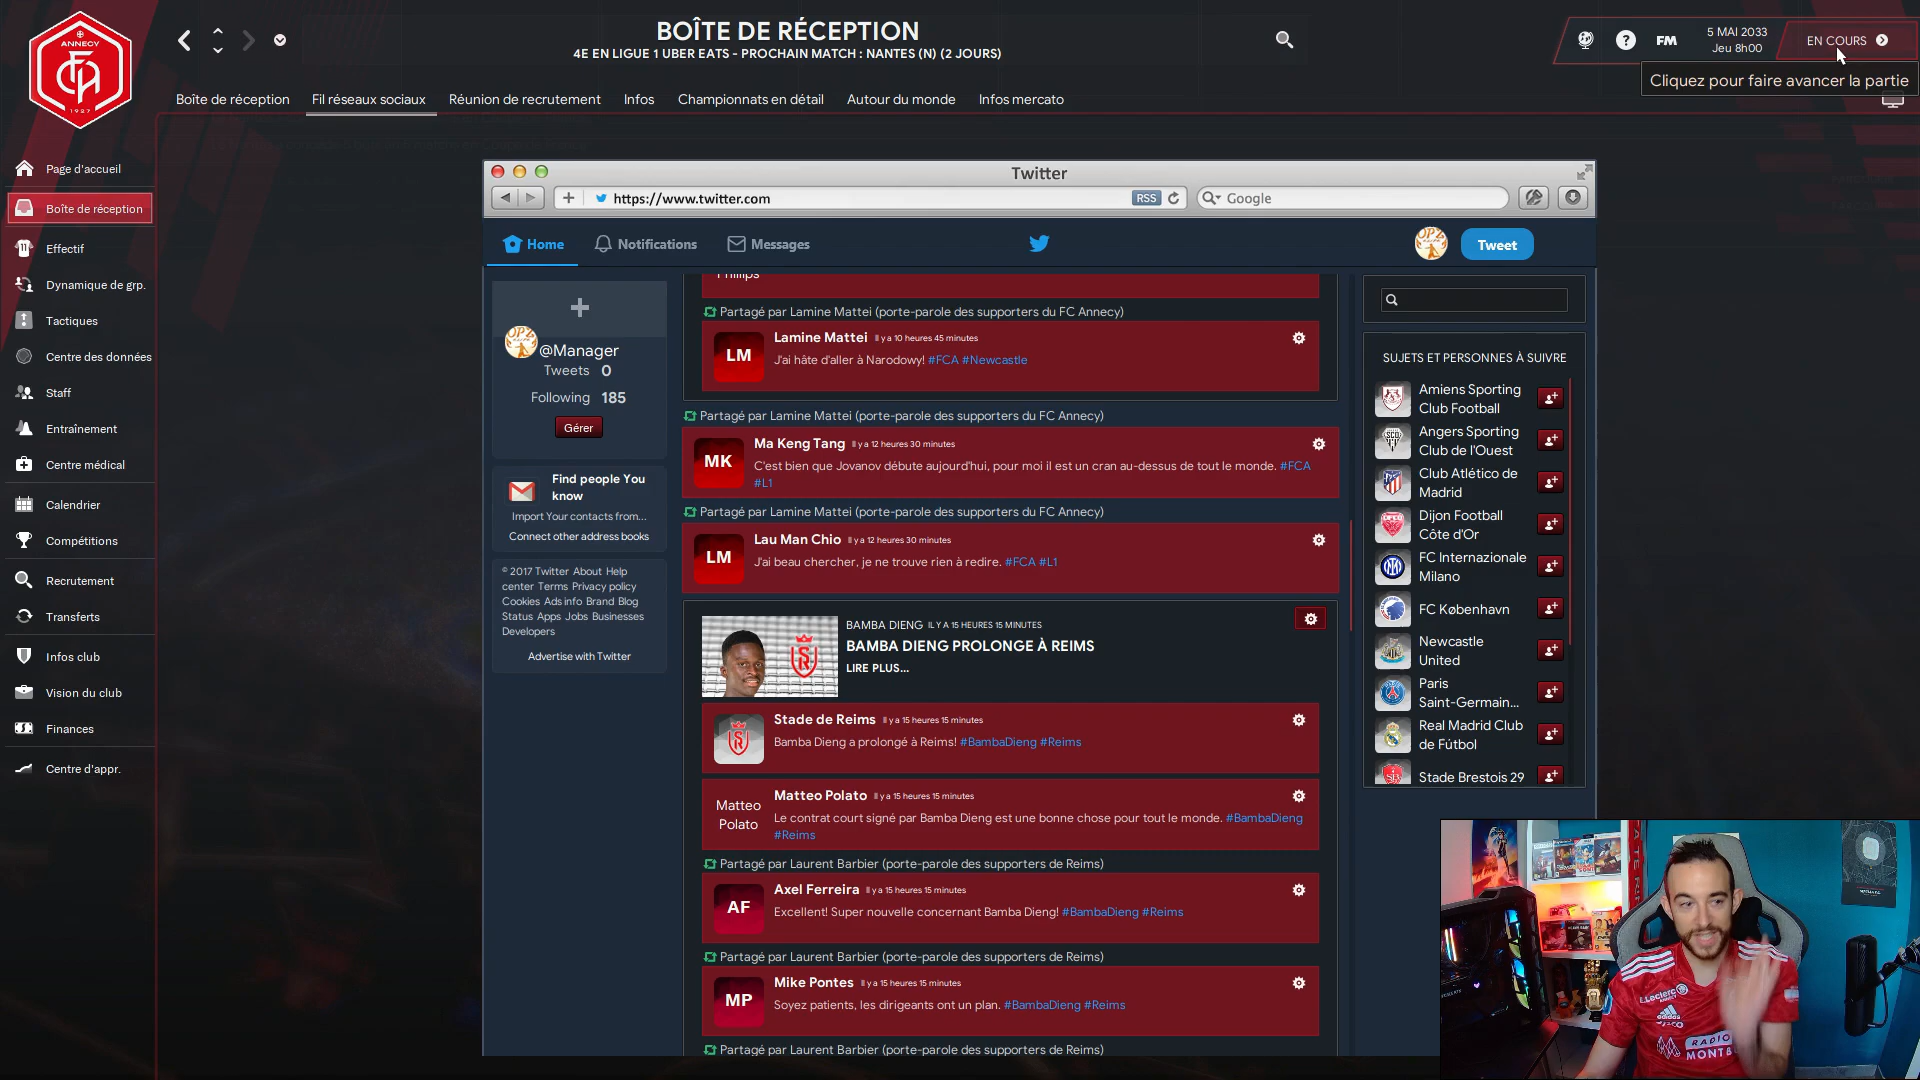 BOÎTE DE RÉCEPTION
4E EN LIGUE 1 UBER EATS - PROCHAIN MATCH : NANTES (N) (2 JOURS)
FM
5 MAI 2033
Jeu 8h00
EN COURS
Cliquez pour faire avancer la partie
ANNECY
1927
Boîte de réception
Fil réseaux sociaux
Réunion de recrutement
Infos
Championnats en détail
Autour du monde
Infos mercato
Page d'accueil
Boîte de réception
Effectif
Dynamique de grp.
Tactiques
Centre des données
Staff
Entraînement
Centre médical
Calendrier
Compétitions
Recrutement
Transferts
Infos club
Vision du club
Finances
Centre d'appr.
Twitter
https://www.twitter.com
RSS
Google
Home
Notifications
Messages
Tweet
@Manager
Tweets 0
Following 185
Gérer
Find people You
know
Import Your contacts from...
Connect other address books
© 2017 Twitter About Help
center Terms Privacy policy
Cookies Ads info Brand Blog
Status Apps Jobs Businesses
Developers
Advertise with Twitter
Phillips
Partagé par Lamine Mattei (porte-parole des supporters du FC Annecy)
LM
Lamine Mattei Il y a 10 heures 45 minutes
J'ai hâte d'aller à Narodowy! #FCA #Newcastle
Partagé par Lamine Mattei (porte-parole des supporters du FC Annecy)
MK
Ma Keng Tang Il y a 12 heures 30 minutes
C'est bien que Jovanov débute aujourd'hui, pour moi il est un cran au-dessus de tout le monde. #FCA
#L1
Partagé par Lamine Mattei (porte-parole des supporters du FC Annecy)
LM
Lau Man Chio Il y a 12 heures 30 minutes
J'ai beau chercher, je ne trouve rien à redire. #FCA #L1
BAMBA DIENG IL Y A 15 HEURES 15 MINUTES
BAMBA DIENG PROLONGE À REIMS
LIRE PLUS...
Stade de Reims Il y a 15 heures 15 minutes
Bamba Dieng a prolongé à Reims! #BambaDieng #Reims
Matteo
Polato
Matteo Polato Il y a 15 heures 15 minutes
Le contrat court signé par Bamba Dieng est une bonne chose pour tout le monde. #BambaDieng
#Reims
Partagé par Laurent Barbier (porte-parole des supporters de Reims)
AF
Axel Ferreira Il y a 15 heures 15 minutes
Excellent! Super nouvelle concernant Bamba Dieng! #BambaDieng #Reims
Partagé par Laurent Barbier (porte-parole des supporters de Reims)
MP
Mike Pontes Il y a 15 heures 15 minutes
Soyez patients, les dirigeants ont un plan. #BambaDieng #Reims
Partagé par Laurent Barbier (porte-parole des supporters de Reims)
SUJETS ET PERSONNES À SUIVRE
Amiens Sporting
Club Football
Angers Sporting
Club de l'Ouest
Club Atlético de
Madrid
Dijon Football
Côte d'Or
FC Internazionale
Milano
FC København
Newcastle
United
Paris
Saint-Germain...
Real Madrid Club
de Fútbol
Stade Brestois 29
E.Leclerc
adidas
RADIO
MONT B